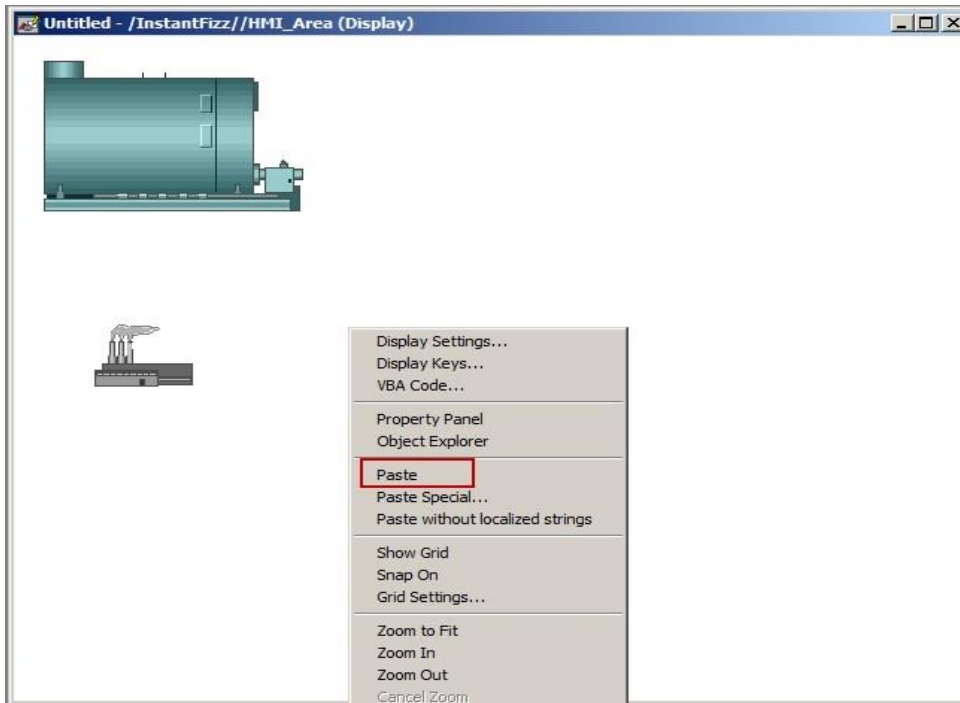 Untitled - /InstantFizz//HMI_Area (Display)
Display Settings...
Display Keys...
VBA Code...
Property Panel
Object Explorer
Paste
Paste Special...
Paste without localized strings
Show Grid
Snap On
Grid Settings...
Zoom to Fit
Zoom In
Zoom Out
Cancel Zoom